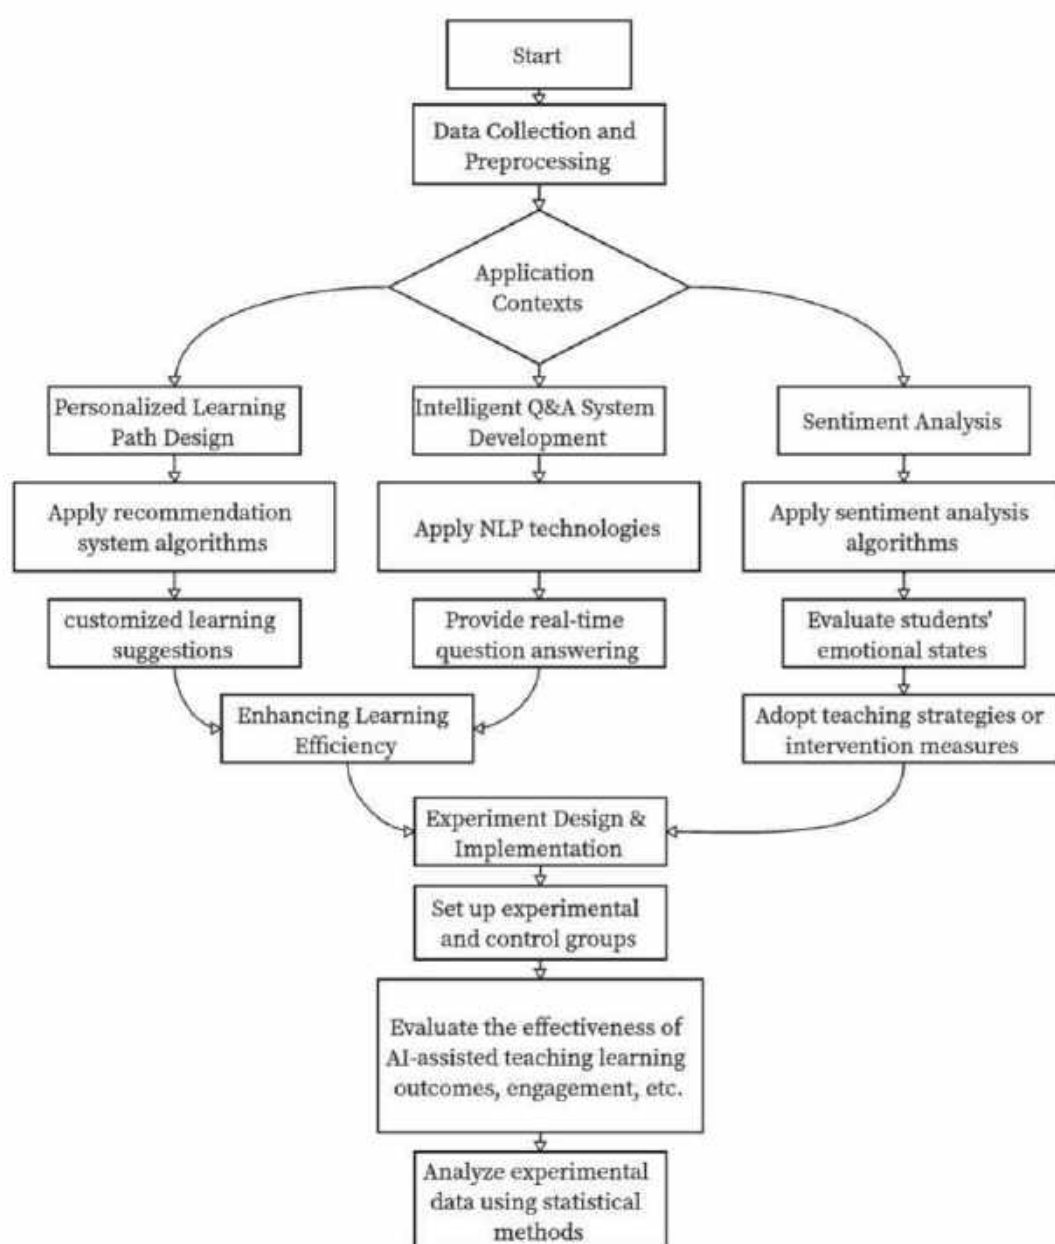 Start
Data Collection and
Preprocessing
Application
Contexts
Personalized Learning
Path Design
Intelligent Q&A System
Development
Sentiment Analysis
Apply recommendation
system algorithms
Apply NLP technologies
Apply sentiment analysis
algorithms
customized learning
suggestions
Provide real-time
question answering
Evaluate students'
emotional states
Enhancing Learning
Efficiency
Adopt teaching strategies or
intervention measures
Experiment Design &
Implementation
Set up experimental
and control groups
Evaluate the effectiveness of
AI-assisted teaching learning
outcomes, engagement, etc.
Analyze experimental
data using statistical
methods